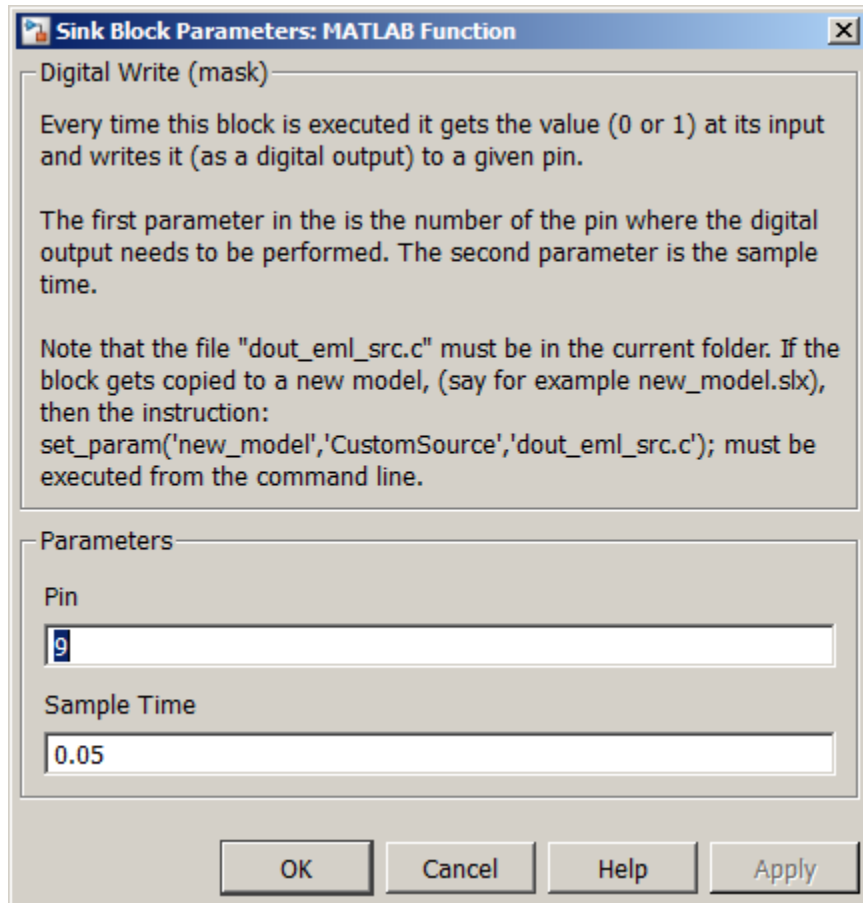 Sink Block Parameters: MATLAB Function
Digital Write (mask)
Every time this block is executed it gets the value (0 or 1) at its input
and writes it (as a digital output) to a given pin.
The first parameter in the is the number of the pin where the digital
output needs to be performed. The second parameter is the sample
time.
Note that the file "dout_eml_src.c" must be in the current folder. If the
block gets copied to a new model, (say for example new_model.slx),
then the instruction:
set_param('new_model','CustomSource','dout_eml_src.c'); must be
executed from the command line.
Parameters
Pin
9
Sample Time
0.05
OK Cancel Help Apply